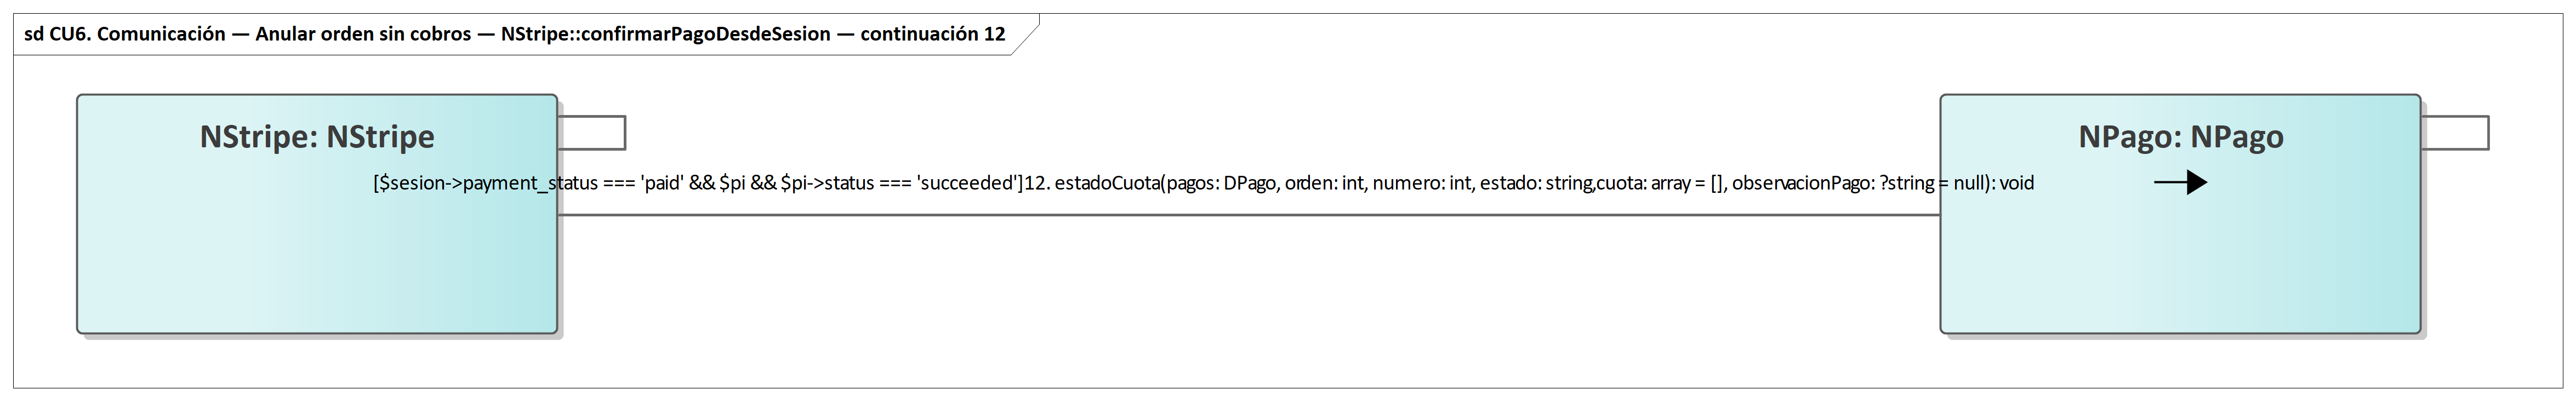 sd CU6. Comunicación — Anular orden sin cobros — NStripe::confirmarPagoDesdeSesion — continuación 12
NStripe: NStripe
NPago: NPago
[$sesion->payment_status === 'paid' && $pi && $pi->status === 'succeeded']12. estadoCuota(pagos: DPago, orden: int, numero: int, estado: string,cuota: array = [], observacionPago: ?string = null): void